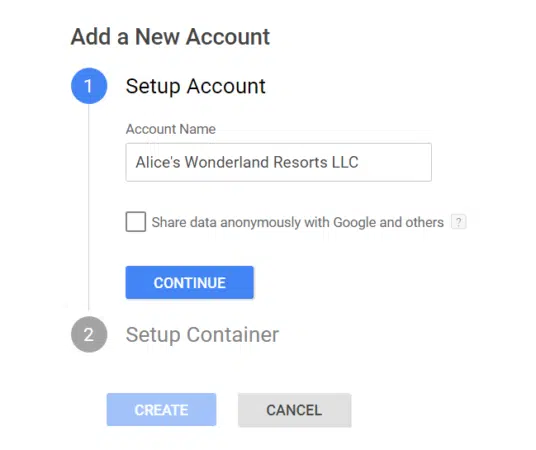 Add a New Account
1 Setup Account
Account Name
Alice's Wonderland Resorts LLC
Share data anonymously with Google and others ?
CONTINUE
2 Setup Container
CREATE CANCEL